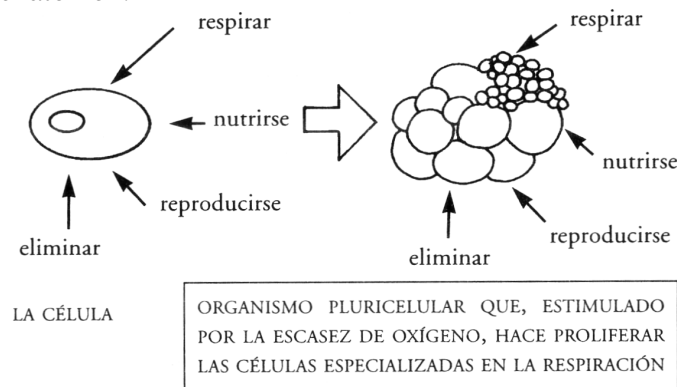 respirar
nutrirse
reproducirse
eliminar
respirar
nutrirse
reproducirse
eliminar
LA CÉLULA
ORGANISMO PLURICELULAR QUE, ESTIMULADO
POR LA ESCASEZ DE OXÍGENO, HACE PROLIFERAR
LAS CÉLULAS ESPECIALIZADAS EN LA RESPIRACIÓN